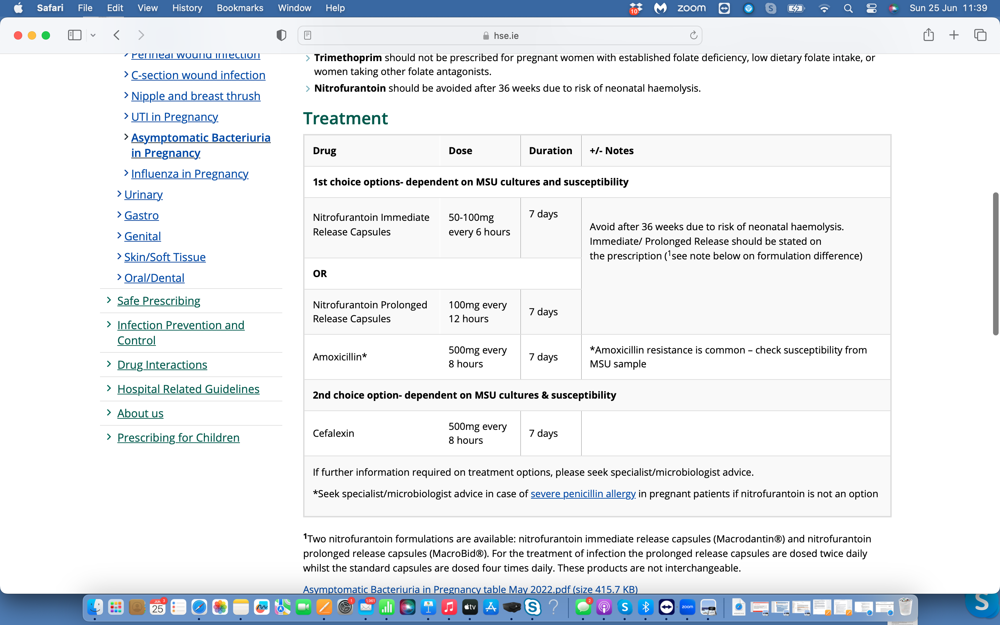 Safari File Edit View History Bookmarks Window Help
10 zoom Sun 25 Jun 11:39
hse.ie
Perineal wound infection
C-section wound infection
Nipple and breast thrush
UTI in Pregnancy
Asymptomatic Bacteriuria
in Pregnancy
Influenza in Pregnancy
Urinary
Gastro
Genital
Skin/Soft Tissue
Oral/Dental
Safe Prescribing
Infection Prevention and
Control
Drug Interactions
Hospital Related Guidelines
About us
Prescribing for Children
Trimethoprim should not be prescribed for pregnant women with established folate deficiency, low dietary folate intake, or
women taking other folate antagonists.
Nitrofurantoin should be avoided after 36 weeks due to risk of neonatal haemolysis.
Treatment
Drug Dose Duration +/- Notes
1st choice options- dependent on MSU cultures and susceptibility
Nitrofurantoin Immediate
Release Capsules
50-100mg
every 6 hours
7 days
Avoid after 36 weeks due to risk of neonatal haemolysis.
Immediate/ Prolonged Release should be stated on
the prescription (1see note below on formulation difference)
OR
Nitrofurantoin Prolonged
Release Capsules
100mg every
12 hours
7 days
Amoxicillin*
500mg every
8 hours
7 days
*Amoxicillin resistance is common – check susceptibility from
MSU sample
2nd choice option- dependent on MSU cultures & susceptibility
Cefalexin
500mg every
8 hours
7 days
If further information required on treatment options, please seek specialist/microbiologist advice.
*Seek specialist/microbiologist advice in case of severe penicillin allergy in pregnant patients if nitrofurantoin is not an option
1Two nitrofurantoin formulations are available: nitrofurantoin immediate release capsules (Macrodantin®) and nitrofurantoin
prolonged release capsules (MacroBid®). For the treatment of infection the prolonged release capsules are dosed twice daily
whilst the standard capsules are dosed four times daily. These products are not interchangeable.
Asymptomatic Bacteriuria in Pregnancy table May 2022.pdf (size 415.7 KB)
JUN 25 3 1 1,961 tv 2 zoom